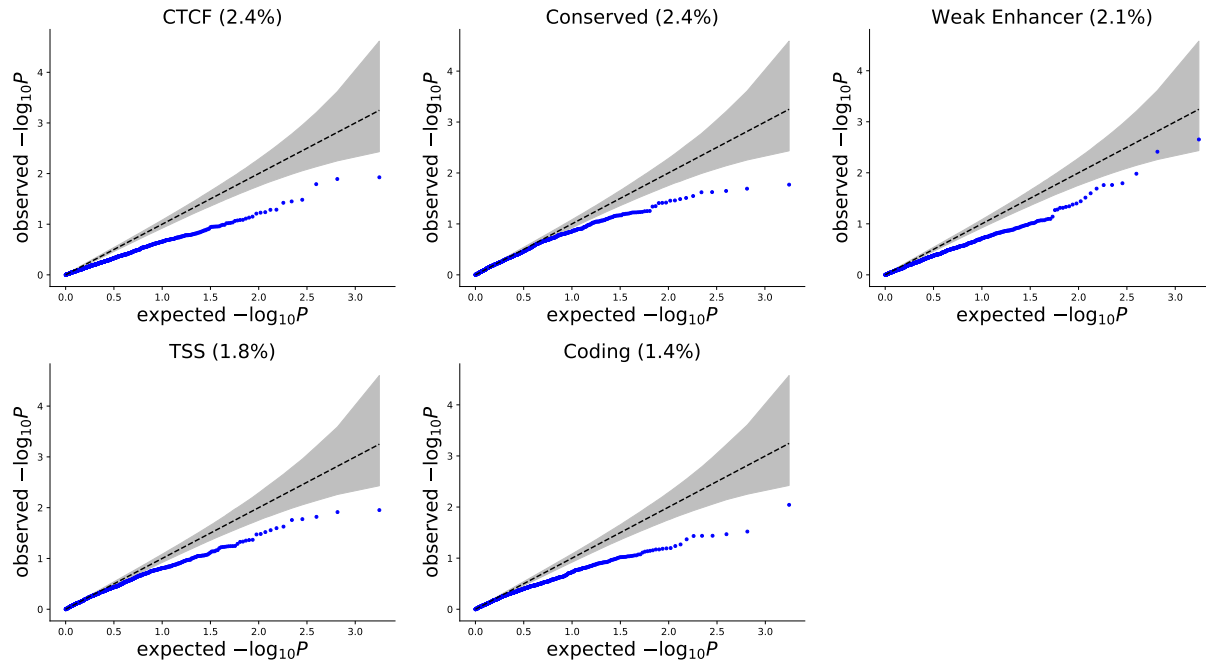 CTCF (2.4%)
observed −log₁₀P
4
3
2
1
0
0.0 0.5 1.0 1.5 2.0 2.5 3.0
expected −log₁₀P
Conserved (2.4%)
observed −log₁₀P
4
3
2
1
0
0.0 0.5 1.0 1.5 2.0 2.5 3.0
expected −log₁₀P
Weak Enhancer (2.1%)
observed −log₁₀P
4
3
2
1
0
0.0 0.5 1.0 1.5 2.0 2.5 3.0
expected −log₁₀P
TSS (1.8%)
observed −log₁₀P
4
3
2
1
0
0.0 0.5 1.0 1.5 2.0 2.5 3.0
expected −log₁₀P
Coding (1.4%)
observed −log₁₀P
4
3
2
1
0
0.0 0.5 1.0 1.5 2.0 2.5 3.0
expected −log₁₀P